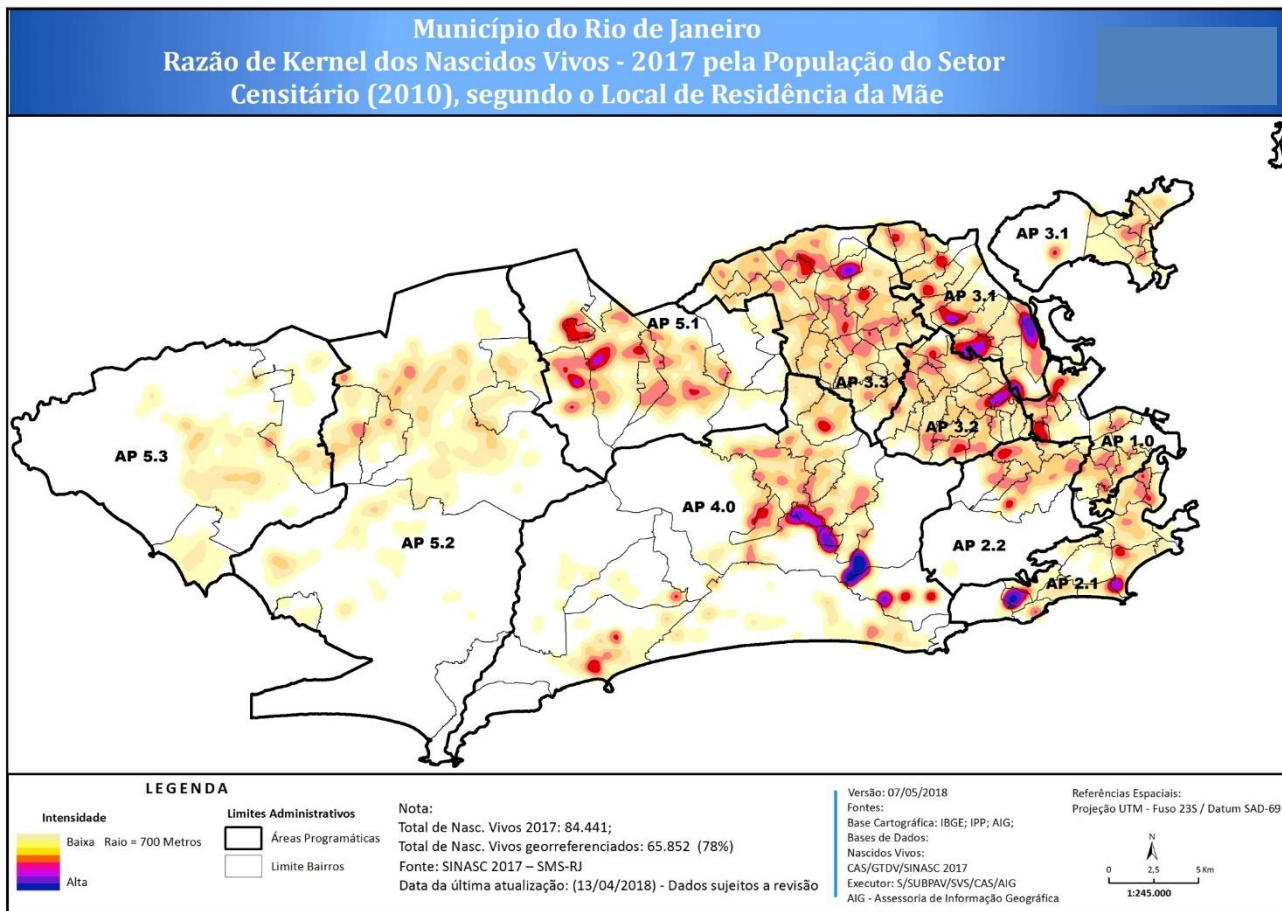 Município do Rio de Janeiro
Razão de Kernel dos Nascidos Vivos - 2017 pela População do Setor
Censitário (2010), segundo o Local de Residência da Mãe
AP 3.1
AP 3.1
AP 5.1
AP 3.3
AP 3.2
AP 1.0
AP 5.3
AP 4.0
AP 5.2
AP 2.2
AP 2.1
LEGENDA
Intensidade
Baixa Raio = 700 Metros
Alta
Limites Administrativos
Áreas Programáticas
Limite Bairros
Nota:
Total de Nasc. Vivos 2017: 84.441;
Total de Nasc. Vivos georreferenciados: 65.852 (78%)
Fonte: SINASC 2017 – SMS-RJ
Data da última atualização: (13/04/2018) - Dados sujeitos a revisão
Versão: 07/05/2018
Fontes:
Base Cartográfica: IBGE; IPP; AIG;
Bases de Dados:
Nascidos Vivos:
CAS/GTDV/SINASC 2017
Executor: S/SUBPAV/SVS/CAS/AIG
AIG - Assessoria de Informação Geográfica
Referências Espaciais:
Projeção UTM - Fuso 23S / Datum SAD-69
N
0 2,5 5 Km
1:245.000